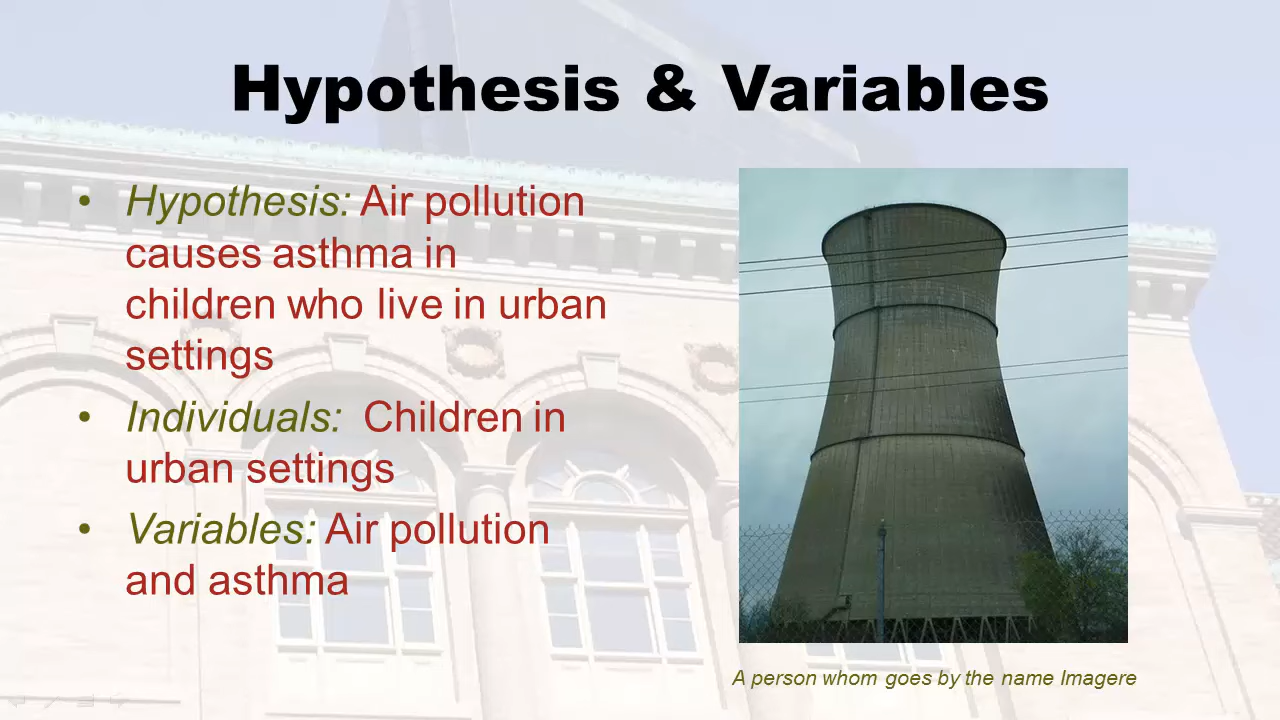 Hypothesis & Variables
• Hypothesis: Air pollution
causes asthma in
children who live in urban
settings
• Individuals: Children in
urban settings
• Variables: Air pollution
and asthma
A person whom goes by the name Imagere